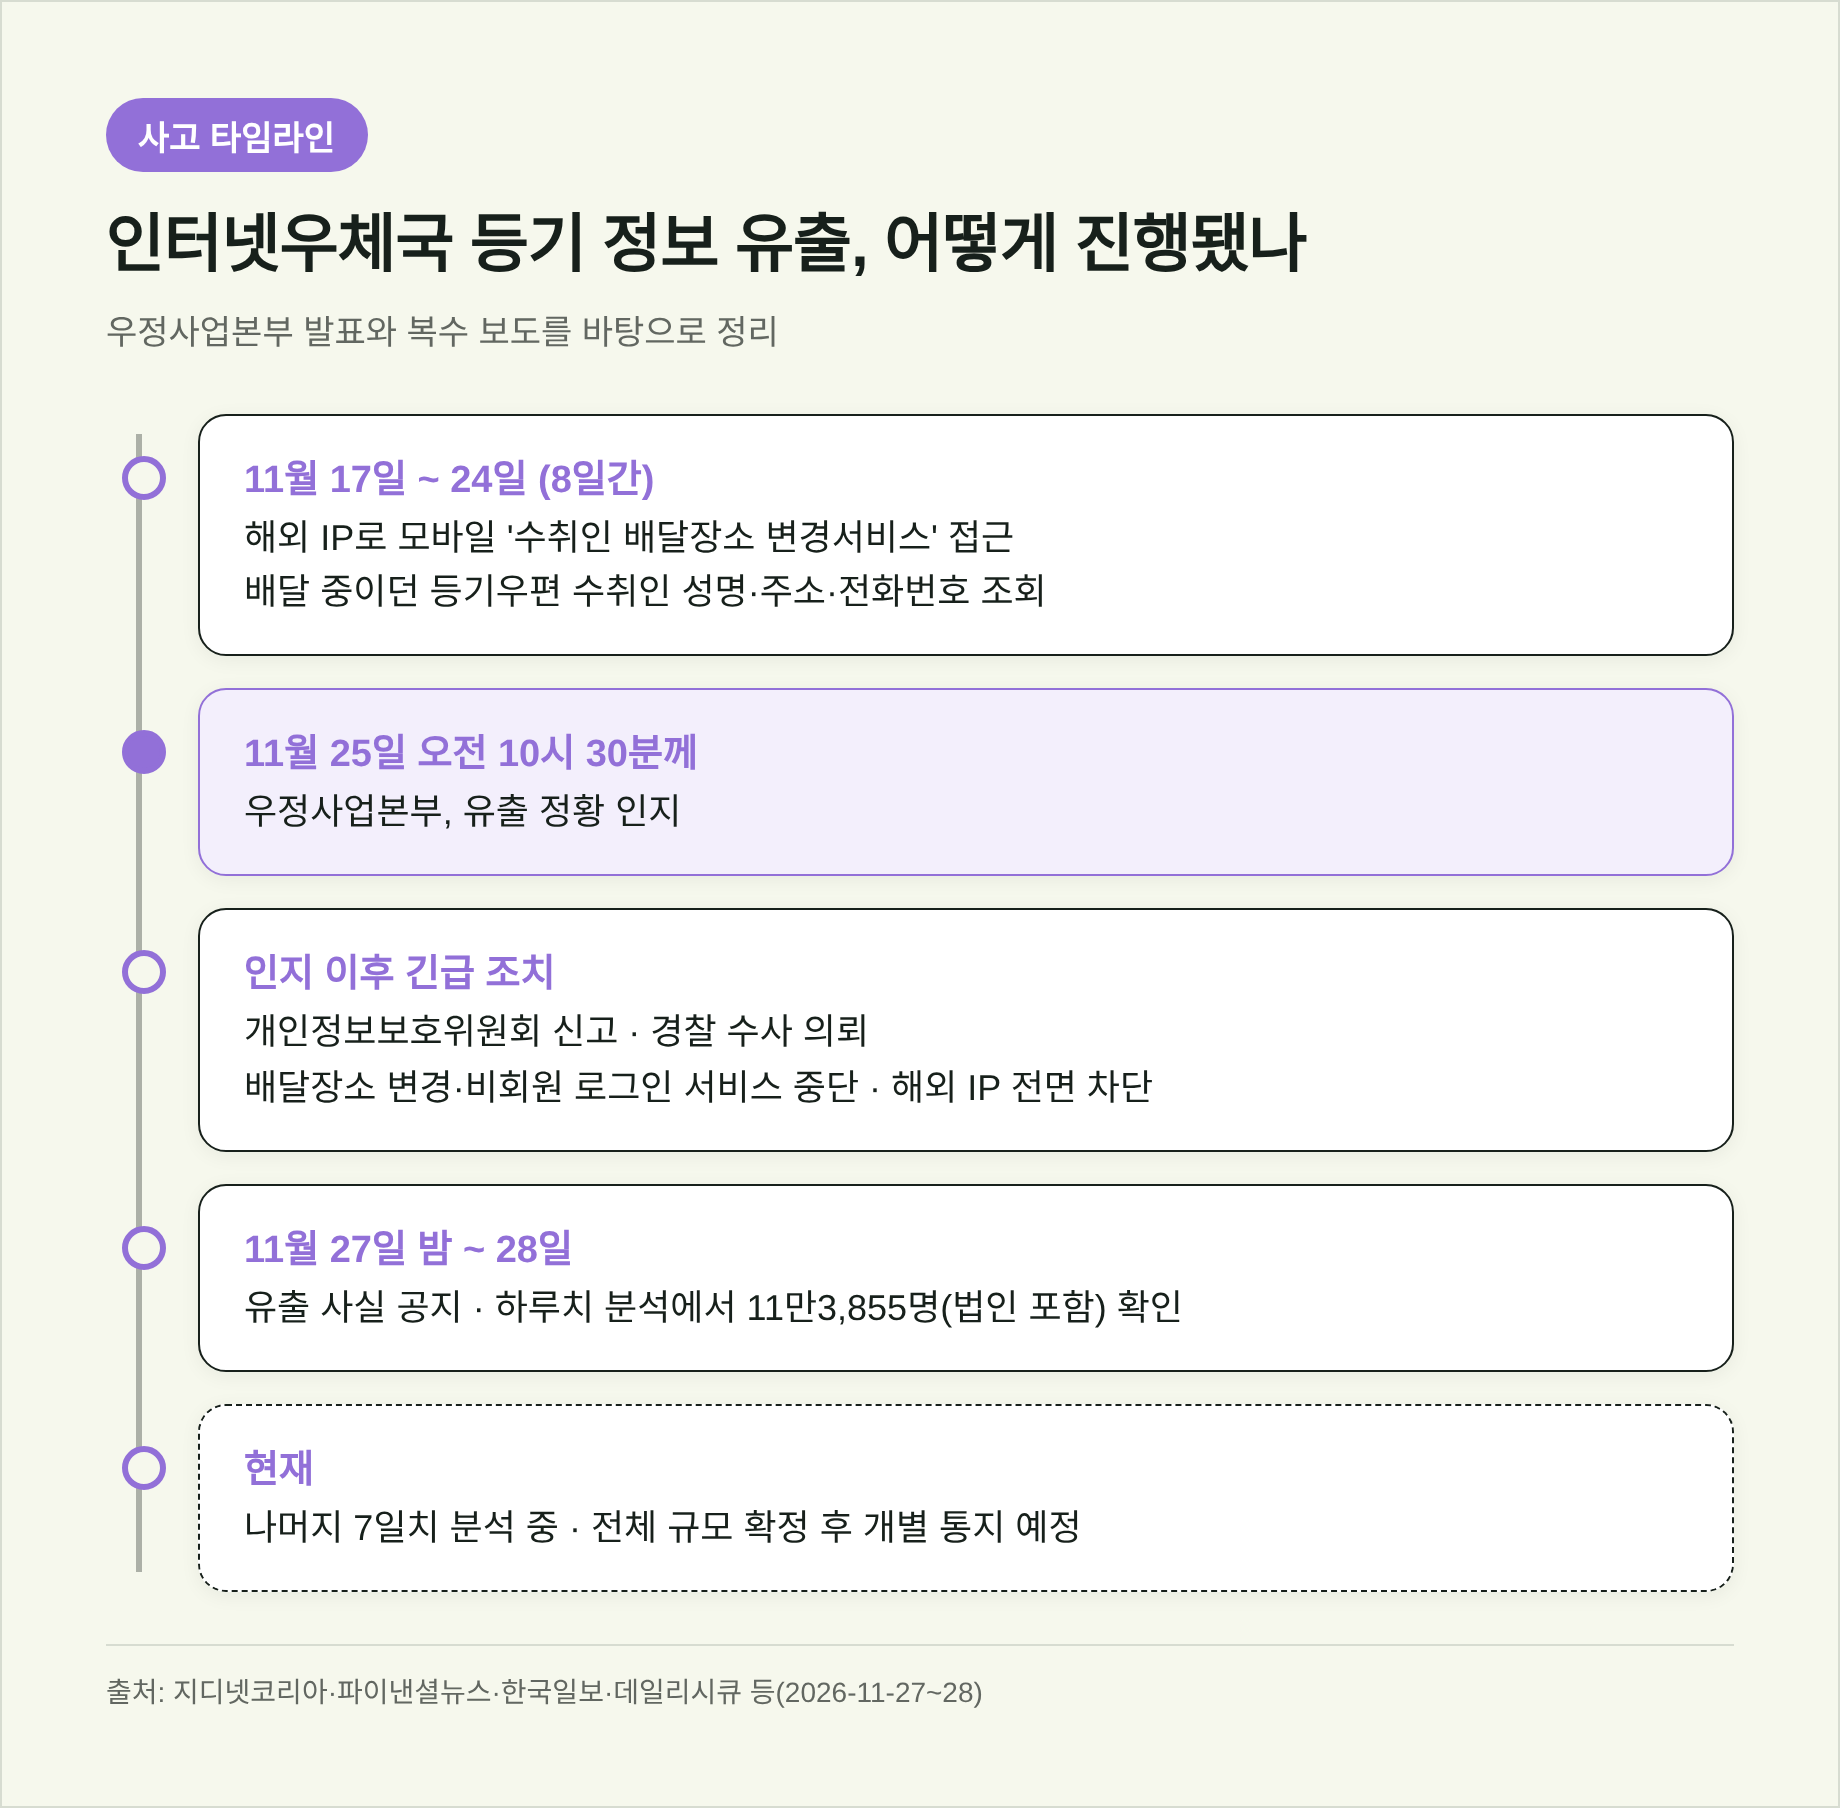 사고 타임라인
인터넷우체국 등기 정보 유출, 어떻게 진행됐나
우정사업본부 발표와 복수 보도를 바탕으로 정리
11월 17일 ~ 24일 (8일간)
해외 IP로 모바일 '수취인 배달장소 변경서비스' 접근
배달 중이던 등기우편 수취인 성명·주소·전화번호 조회
11월 25일 오전 10시 30분께
우정사업본부, 유출 정황 인지
인지 이후 긴급 조치
개인정보보호위원회 신고 · 경찰 수사 의뢰
배달장소 변경·비회원 로그인 서비스 중단 · 해외 IP 전면 차단
11월 27일 밤 ~ 28일
유출 사실 공지 · 하루치 분석에서 11만3,855명(법인 포함) 확인
현재
나머지 7일치 분석 중 · 전체 규모 확정 후 개별 통지 예정
출처: 지디넷코리아·파이낸셜뉴스·한국일보·데일리시큐 등(2026-11-27~28)